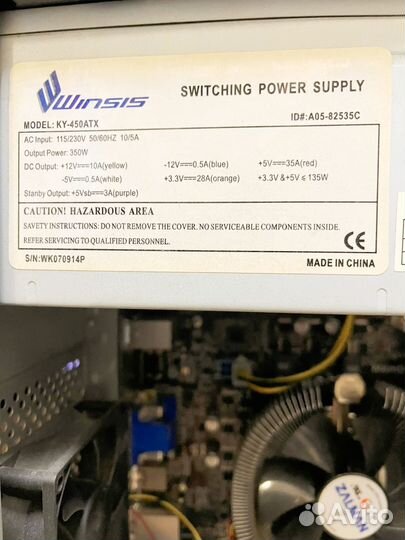 Winsis
SWITCHING POWER SUPPLY
MODEL: KY-450ATX
ID#:A05-82535C
AC Input: 115/230V 50/60HZ 10/5A
Output Power: 350W
DC Output: +12V⎓10A(yellow) -12V⎓0.5A(blue) +5V⎓35A(red)
-5V⎓0.5A(white) +3.3V⎓28A(orange) +3.3V &+5V ≤ 135W
Stanby Output:+5Vsb⎓3A(purple)
CAUTION! HAZARDOUS AREA
SAVETY INSTRUCTIONS: DO NOT REMOVE THE COVER. NO SERVICEABLE COMPONENTS INSIDE.
REFER SERVICING TO QUALIFIED PERSONNEL.
CE
S/N:WK070914P
MADE IN CHINA
ZALMAN
Avito